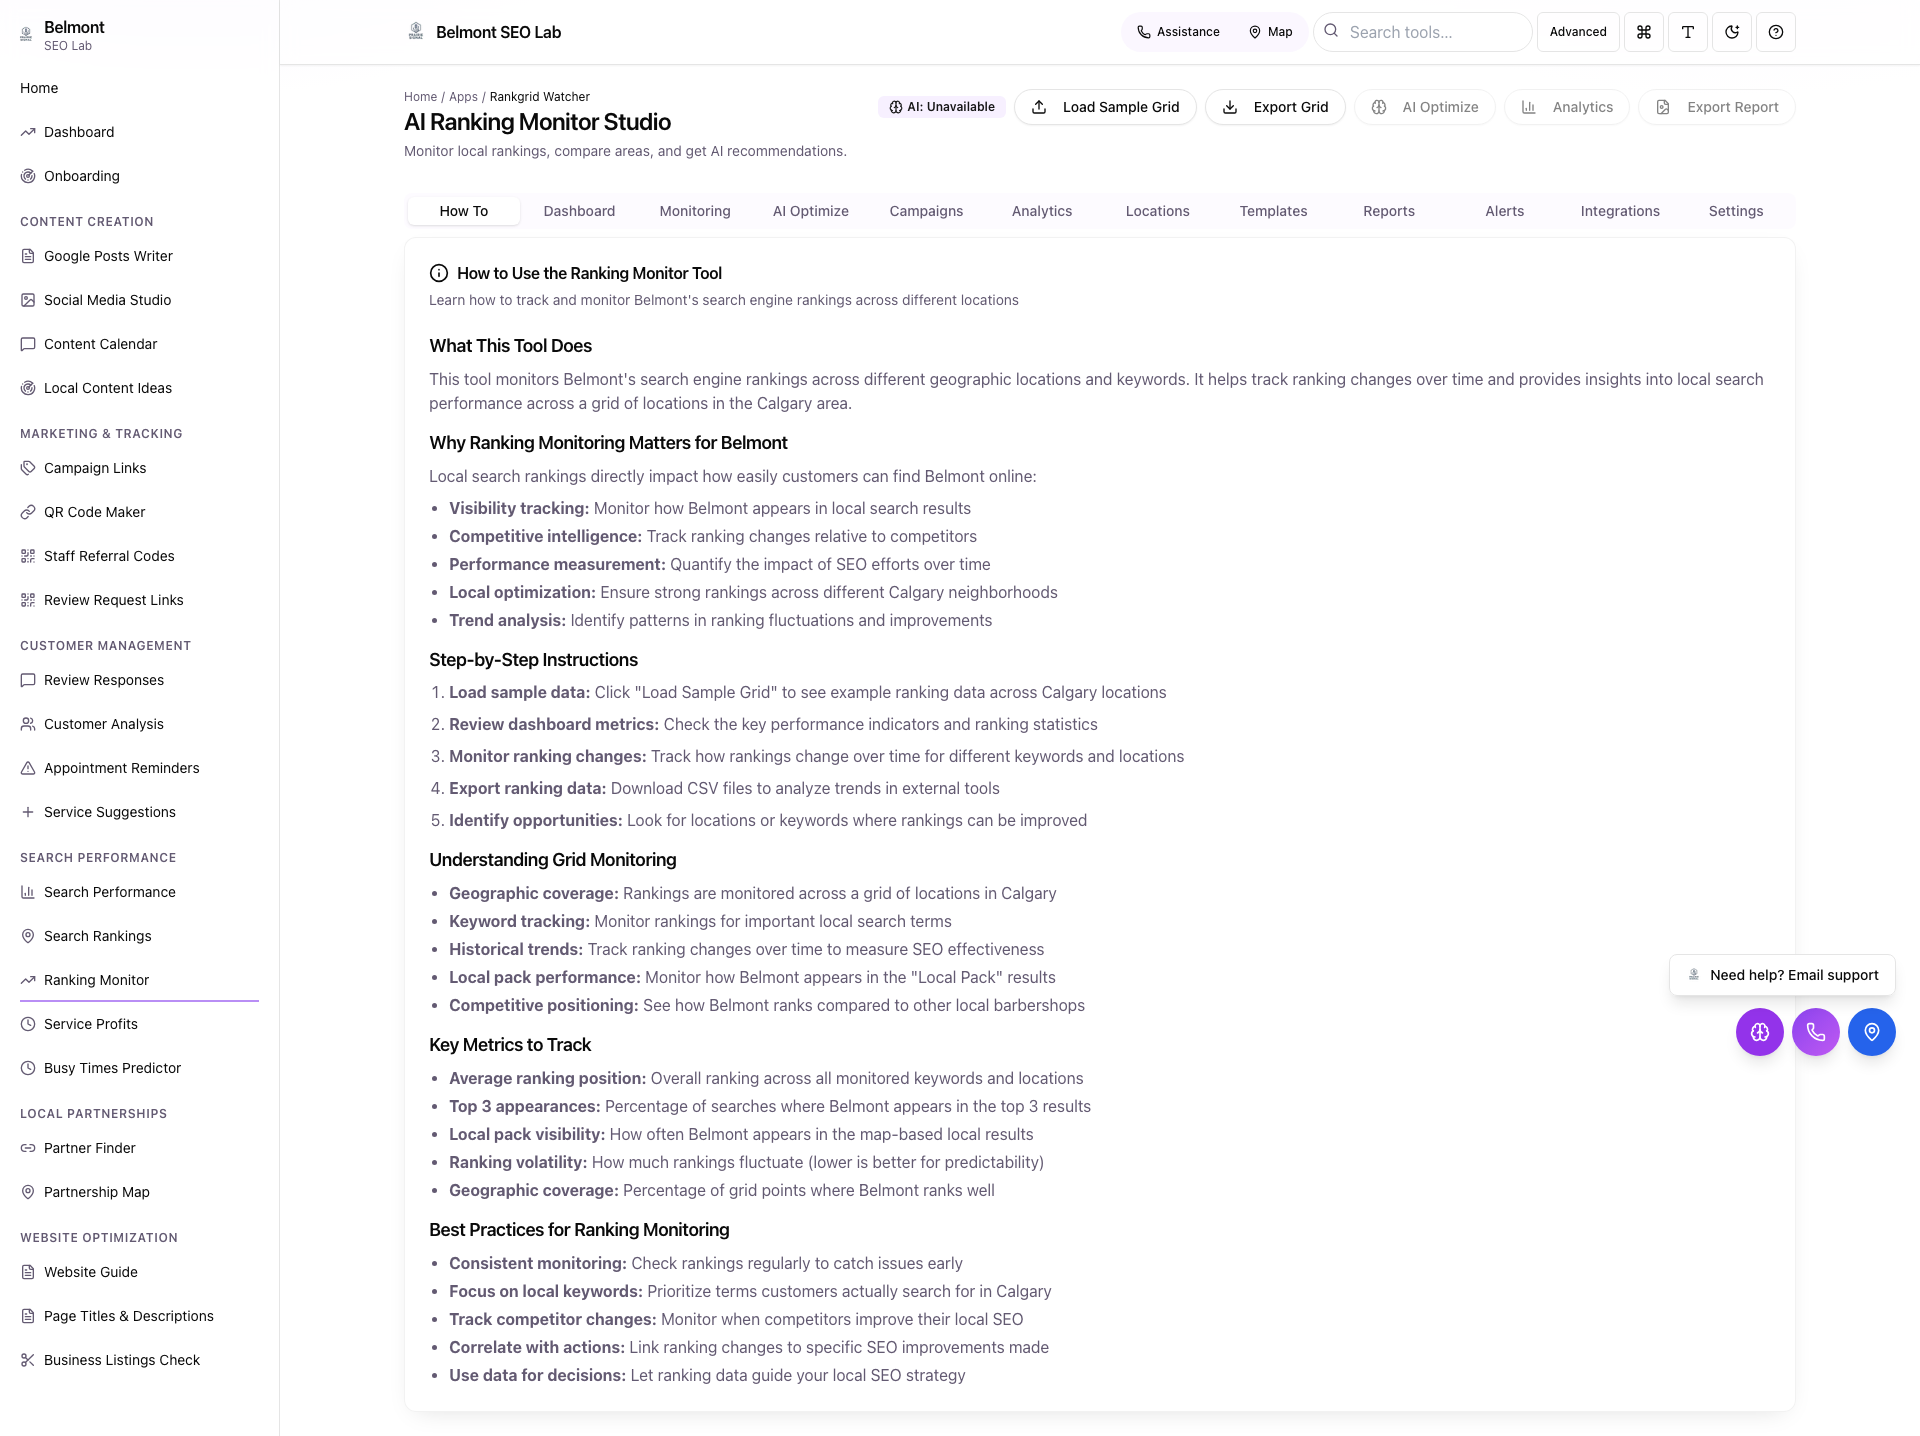 Belmont
SEO Lab
Home
Dashboard
Onboarding
CONTENT CREATION
Google Posts Writer
Social Media Studio
Content Calendar
Local Content Ideas
MARKETING & TRACKING
Campaign Links
QR Code Maker
Staff Referral Codes
Review Request Links
CUSTOMER MANAGEMENT
Review Responses
Customer Analysis
Appointment Reminders
Service Suggestions
SEARCH PERFORMANCE
Search Performance
Search Rankings
Ranking Monitor
Service Profits
Busy Times Predictor
LOCAL PARTNERSHIPS
Partner Finder
Partnership Map
WEBSITE OPTIMIZATION
Website Guide
Page Titles & Descriptions
Business Listings Check
Belmont SEO Lab
Assistance Map Search tools... Advanced
Home / Apps / Rankgrid Watcher
AI Ranking Monitor Studio
Monitor local rankings, compare areas, and get AI recommendations.
AI: Unavailable Load Sample Grid Export Grid AI Optimize Analytics Export Report
How To Dashboard Monitoring AI Optimize Campaigns Analytics Locations Templates Reports Alerts Integrations Settings
How to Use the Ranking Monitor Tool
Learn how to track and monitor Belmont's search engine rankings across different locations
What This Tool Does
This tool monitors Belmont's search engine rankings across different geographic locations and keywords. It helps track ranking changes over time and provides insights into local search
performance across a grid of locations in the Calgary area.
Why Ranking Monitoring Matters for Belmont
Local search rankings directly impact how easily customers can find Belmont online:
• Visibility tracking: Monitor how Belmont appears in local search results
• Competitive intelligence: Track ranking changes relative to competitors
• Performance measurement: Quantify the impact of SEO efforts over time
• Local optimization: Ensure strong rankings across different Calgary neighborhoods
• Trend analysis: Identify patterns in ranking fluctuations and improvements
Step-by-Step Instructions
1. Load sample data: Click "Load Sample Grid" to see example ranking data across Calgary locations
2. Review dashboard metrics: Check the key performance indicators and ranking statistics
3. Monitor ranking changes: Track how rankings change over time for different keywords and locations
4. Export ranking data: Download CSV files to analyze trends in external tools
5. Identify opportunities: Look for locations or keywords where rankings can be improved
Understanding Grid Monitoring
• Geographic coverage: Rankings are monitored across a grid of locations in Calgary
• Keyword tracking: Monitor rankings for important local search terms
• Historical trends: Track ranking changes over time to measure SEO effectiveness
• Local pack performance: Monitor how Belmont appears in the "Local Pack" results
• Competitive positioning: See how Belmont ranks compared to other local barbershops
Key Metrics to Track
• Average ranking position: Overall ranking across all monitored keywords and locations
• Top 3 appearances: Percentage of searches where Belmont appears in the top 3 results
• Local pack visibility: How often Belmont appears in the map-based local results
• Ranking volatility: How much rankings fluctuate (lower is better for predictability)
• Geographic coverage: Percentage of grid points where Belmont ranks well
Best Practices for Ranking Monitoring
• Consistent monitoring: Check rankings regularly to catch issues early
• Focus on local keywords: Prioritize terms customers actually search for in Calgary
• Track competitor changes: Monitor when competitors improve their local SEO
• Correlate with actions: Link ranking changes to specific SEO improvements made
• Use data for decisions: Let ranking data guide your local SEO strategy
Need help? Email support